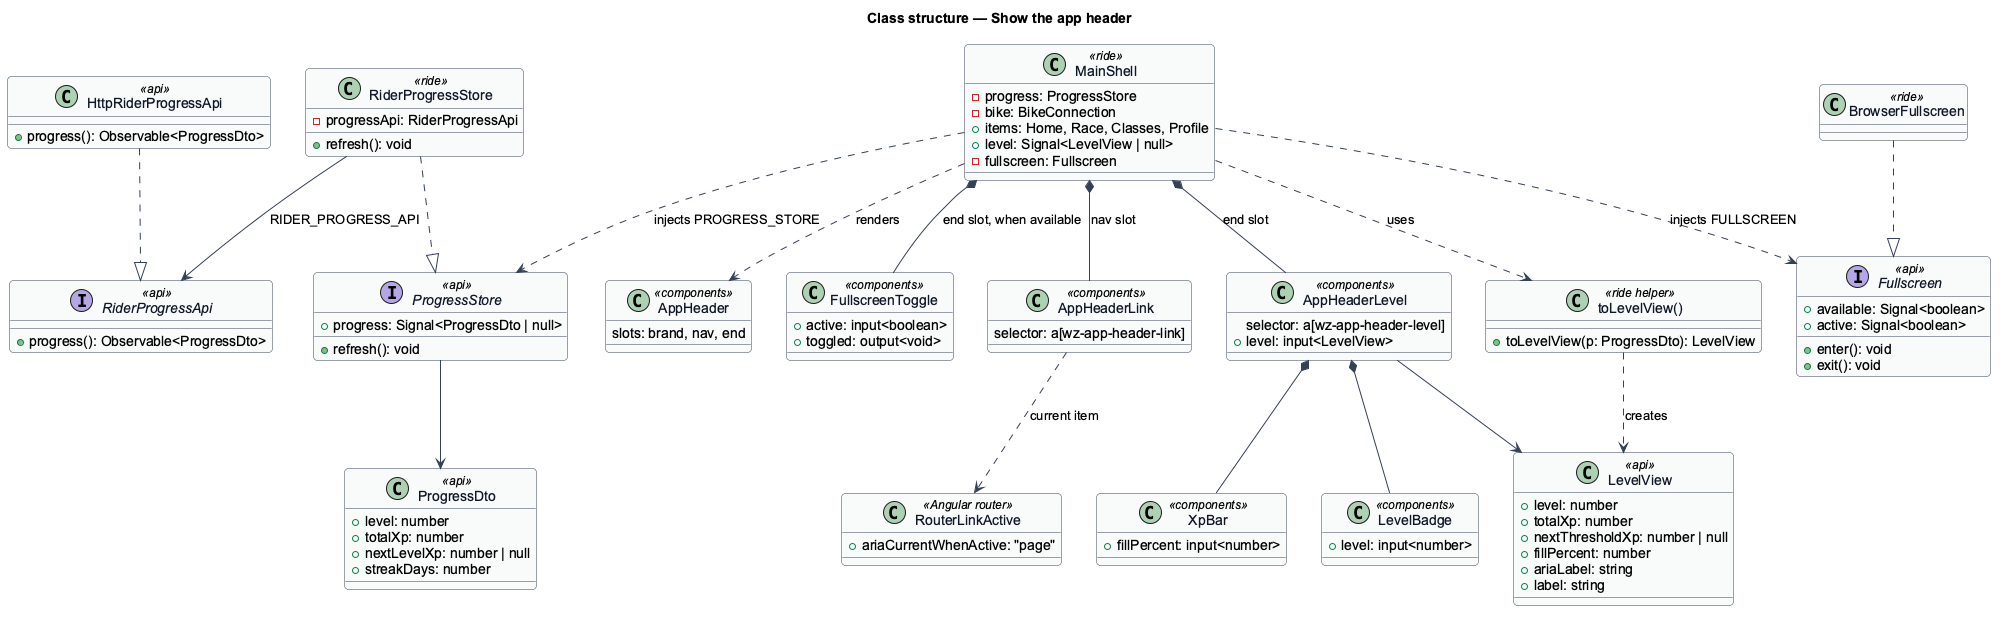 Class structure — Show the app header
«api»
HttpRiderProgressApi
progress(): Observable<ProgressDto>
«ride»
RiderProgressStore
progressApi: RiderProgressApi
refresh(): void
«ride»
MainShell
progress: ProgressStore
bike: BikeConnection
items: Home, Race, Classes, Profile
level: Signal<LevelView | null>
fullscreen: Fullscreen
«ride»
BrowserFullscreen
RIDER_PROGRESS_API
injects PROGRESS_STORE
renders
end slot, when available
nav slot
end slot
uses
injects FULLSCREEN
«api»
RiderProgressApi
progress(): Observable<ProgressDto>
«api»
ProgressStore
progress: Signal<ProgressDto | null>
refresh(): void
«components»
AppHeader
slots: brand, nav, end
«components»
FullscreenToggle
active: input<boolean>
toggled: output<void>
«components»
AppHeaderLink
selector: a[wz-app-header-link]
«components»
AppHeaderLevel
selector: a[wz-app-header-level]
level: input<LevelView>
«ride helper»
toLevelView()
toLevelView(p: ProgressDto): LevelView
«api»
Fullscreen
available: Signal<boolean>
active: Signal<boolean>
enter(): void
exit(): void
current item
creates
«api»
ProgressDto
level: number
totalXp: number
nextLevelXp: number | null
streakDays: number
«Angular router»
RouterLinkActive
ariaCurrentWhenActive: "page"
«components»
XpBar
fillPercent: input<number>
«components»
LevelBadge
level: input<number>
«api»
LevelView
level: number
totalXp: number
nextThresholdXp: number | null
fillPercent: number
ariaLabel: string
label: string